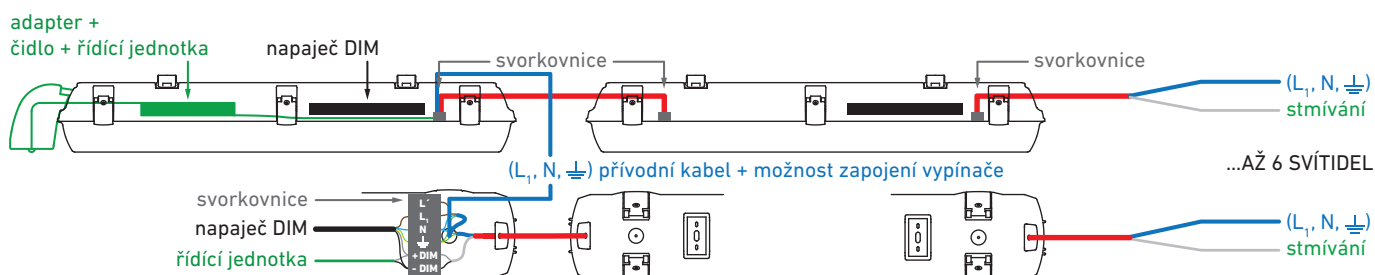 adapter +
čidlo + řídící jednotka
napaječ DIM
svorkovnice
svorkovnice
(L1, N, ⏚)
stmívání
(L1, N, ⏚) přívodní kabel + možnost zapojení vypínače
...AŽ 6 SVÍTIDEL
svorkovnice
napaječ DIM
řídící jednotka
L´
L1
N
⏚
+ DIM
- DIM
(L1, N, ⏚)
stmívání